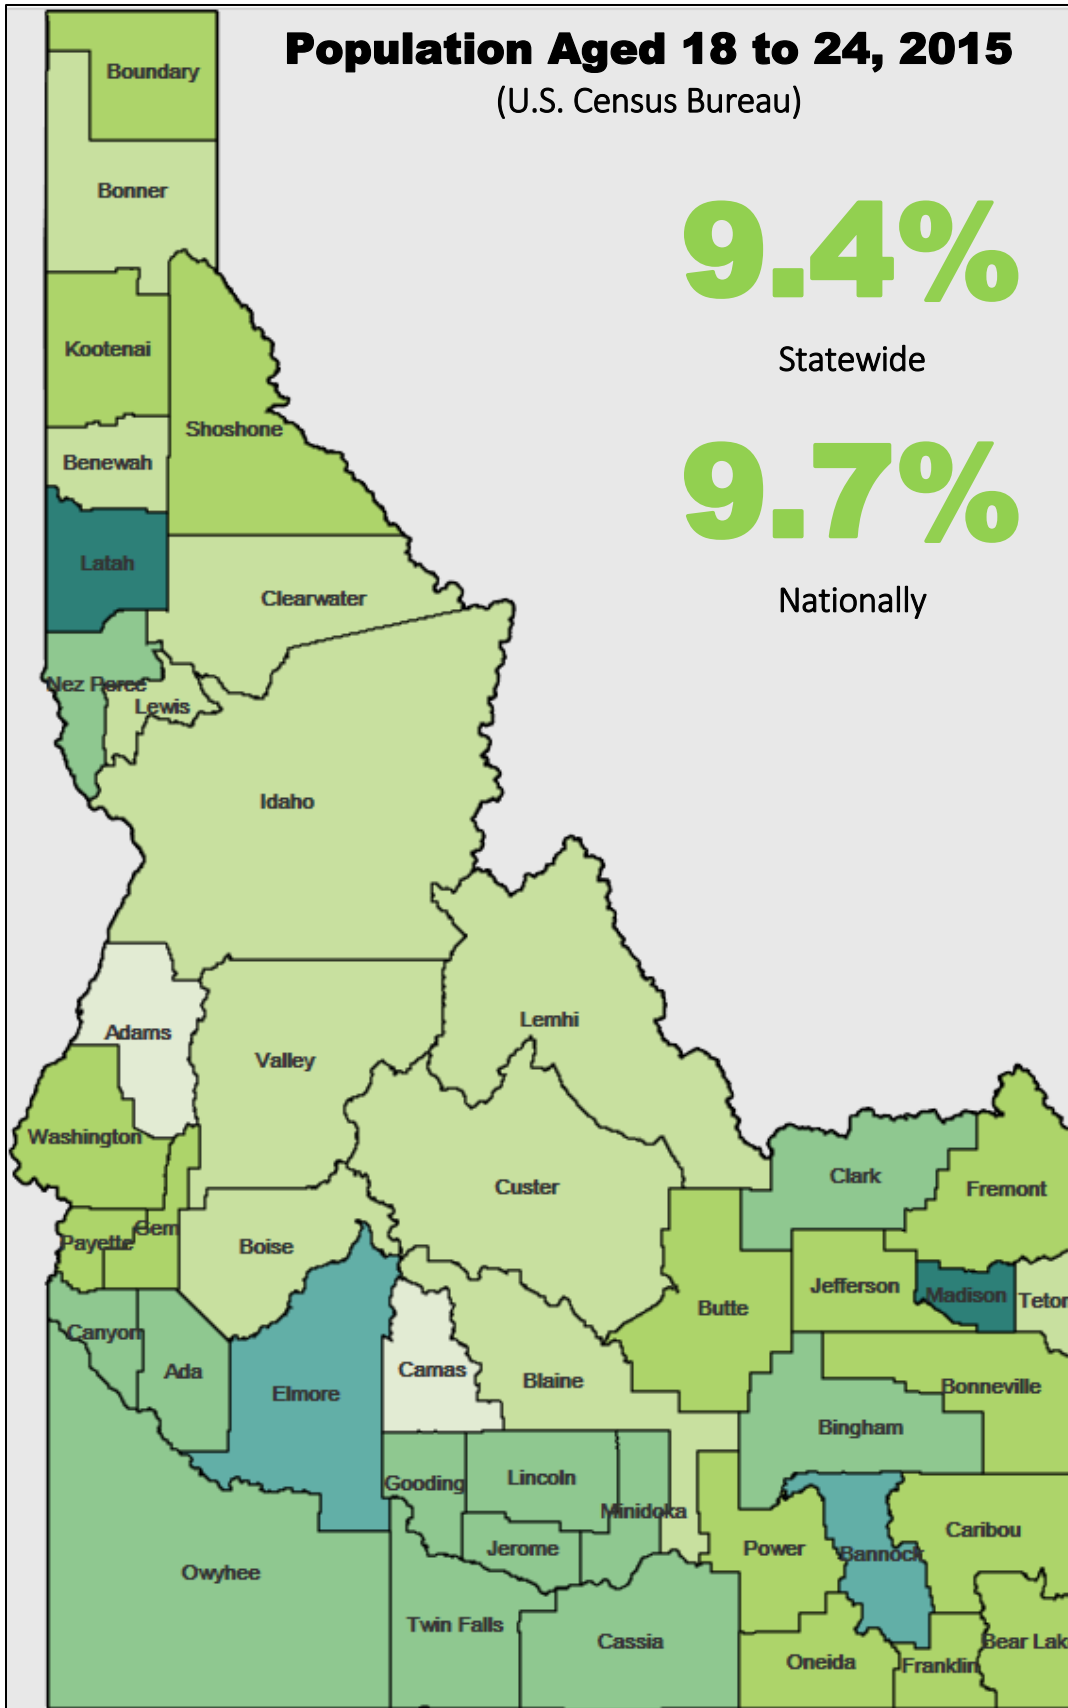 Population Aged 18 to 24, 2015
(U.S. Census Bureau)
Boundary
Bonner
9.4%
Statewide
Kootenai
Shoshone
Benewah
9.7%
Nationally
Latah
Clearwater
Nez Perce
Lewis
Idaho
Lemhi
Adams
Valley
Washington
Clark
Custer
Fremont
Gem
Payette
Boise
Jefferson
Madison
Teton
Butte
Canyon
Ada
Camas
Blaine
Elmore
Bonneville
Bingham
Gooding
Lincoln
Minidoka
Caribou
Jerome
Power
Bannock
Owyhee
Twin Falls
Cassia
Bear Lak
Oneida
Franklin